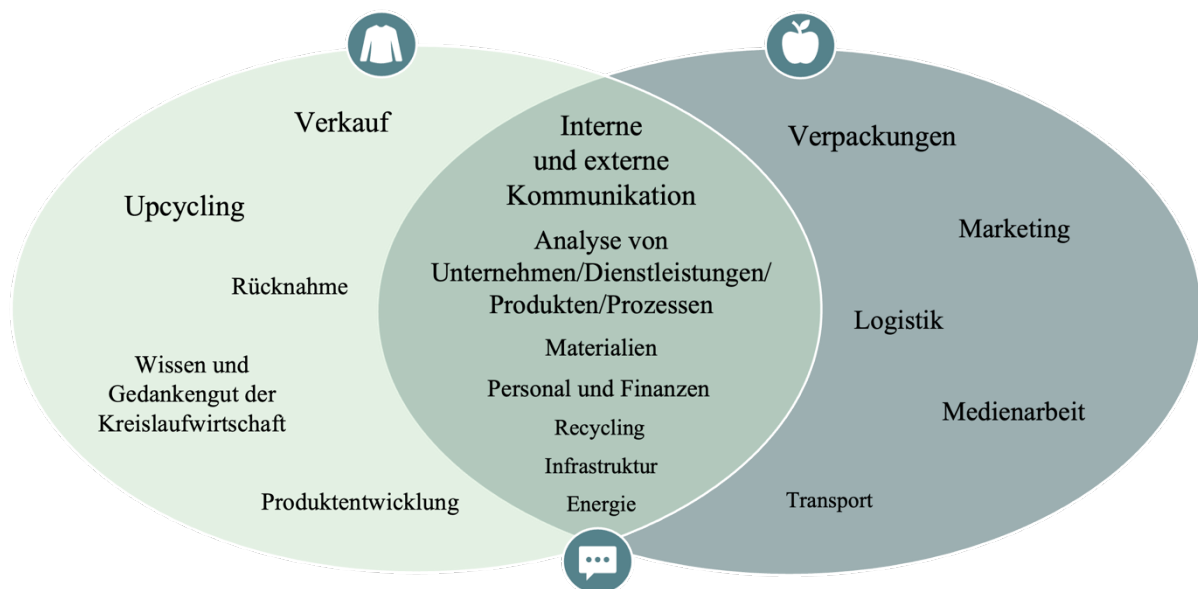 Verkauf
Upcycling
Rücknahme
Wissen und
Gedankengut der
Kreislaufwirtschaft
Produktentwicklung
Interne
und externe
Kommunikation
Analyse von
Unternehmen/Dienstleistungen/
Produkten/Prozessen
Materialien
Personal und Finanzen
Recycling
Infrastruktur
Energie
Verpackungen
Marketing
Logistik
Medienarbeit
Transport